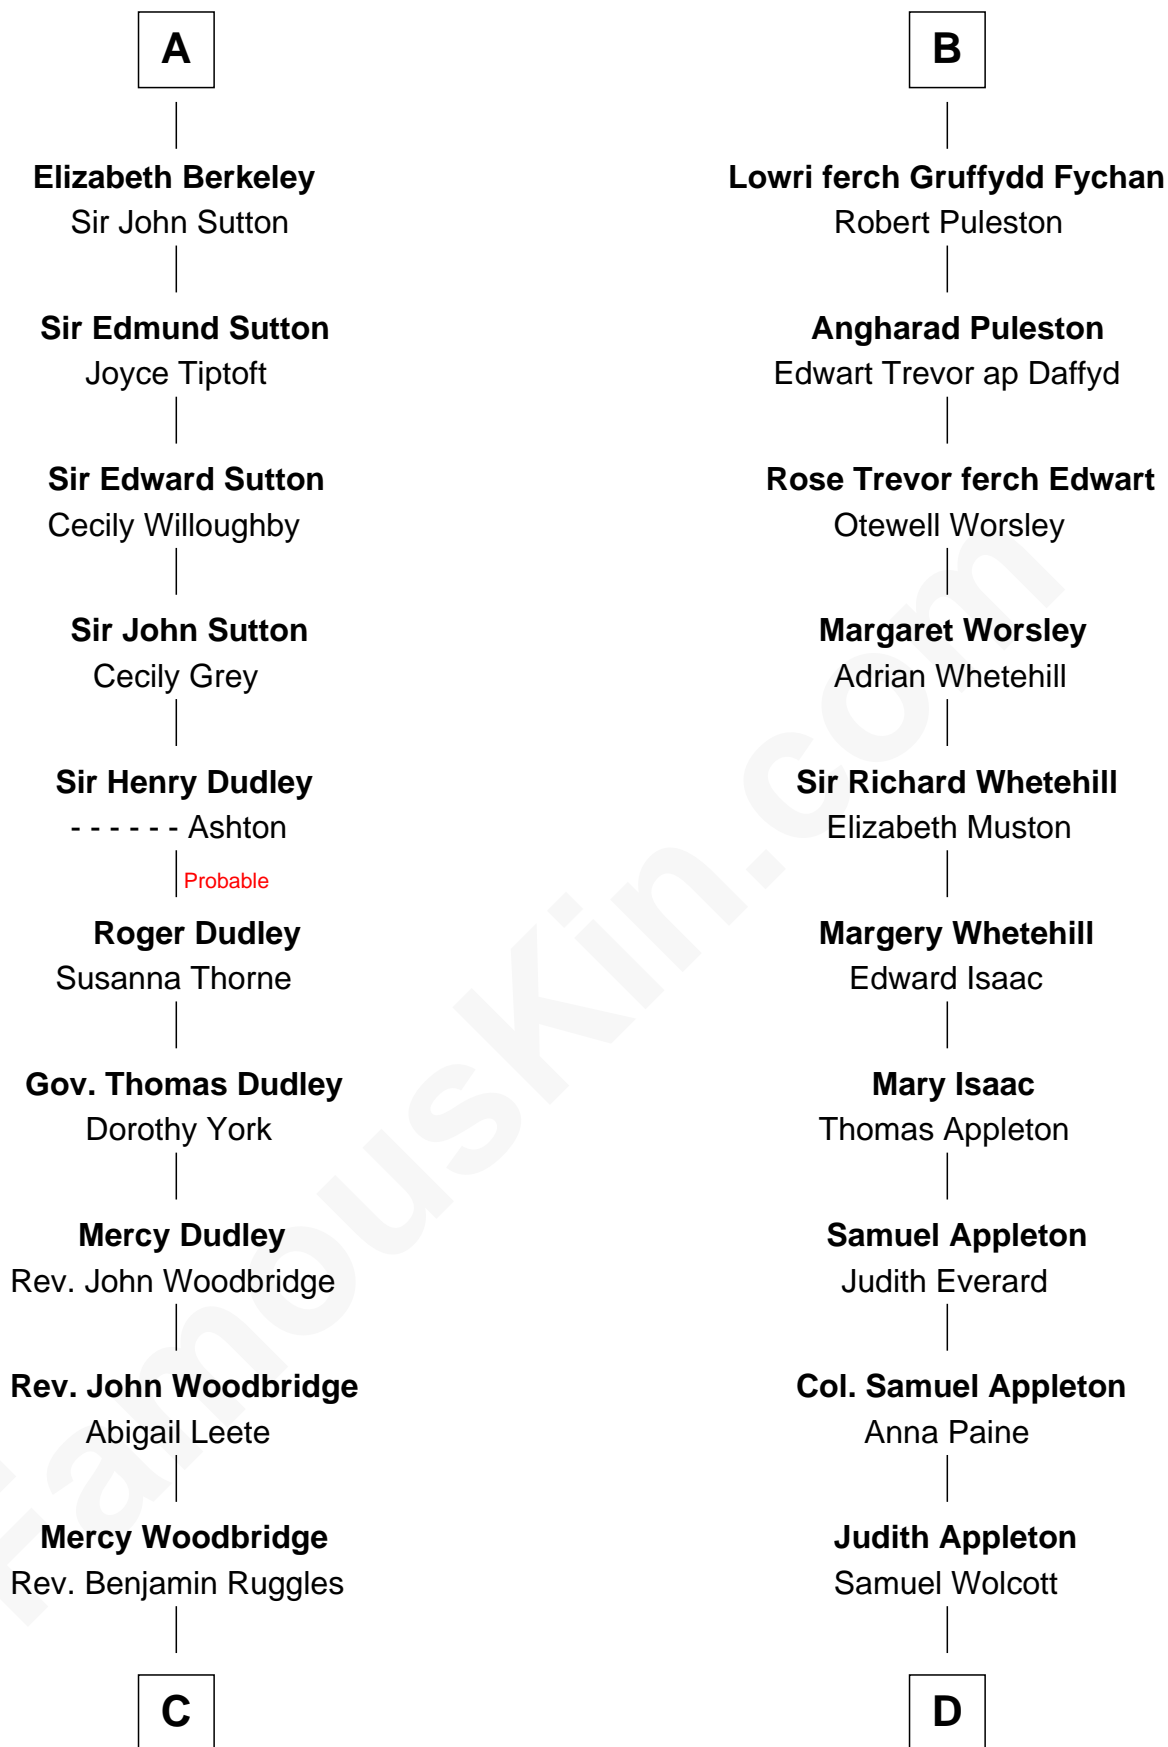 A
Elizabeth Berkeley
Sir John Sutton
Sir Edmund Sutton
Joyce Tiptoft
Sir Edward Sutton
Cecily Willoughby
Sir John Sutton
Cecily Grey
Sir Henry Dudley
- - - - - - Ashton
Probable
Roger Dudley
Susanna Thorne
Gov. Thomas Dudley
Dorothy York
Mercy Dudley
Rev. John Woodbridge
Rev. John Woodbridge
Abigail Leete
Mercy Woodbridge
Rev. Benjamin Ruggles
C
B
Lowri ferch Gruffydd Fychan
Robert Puleston
Angharad Puleston
Edwart Trevor ap Daffyd
Rose Trevor ferch Edwart
Otewell Worsley
Margaret Worsley
Adrian Whetehill
Sir Richard Whetehill
Elizabeth Muston
Margery Whetehill
Edward Isaac
Mary Isaac
Thomas Appleton
Samuel Appleton
Judith Everard
Col. Samuel Appleton
Anna Paine
Judith Appleton
Samuel Wolcott
D
FamousKin.com